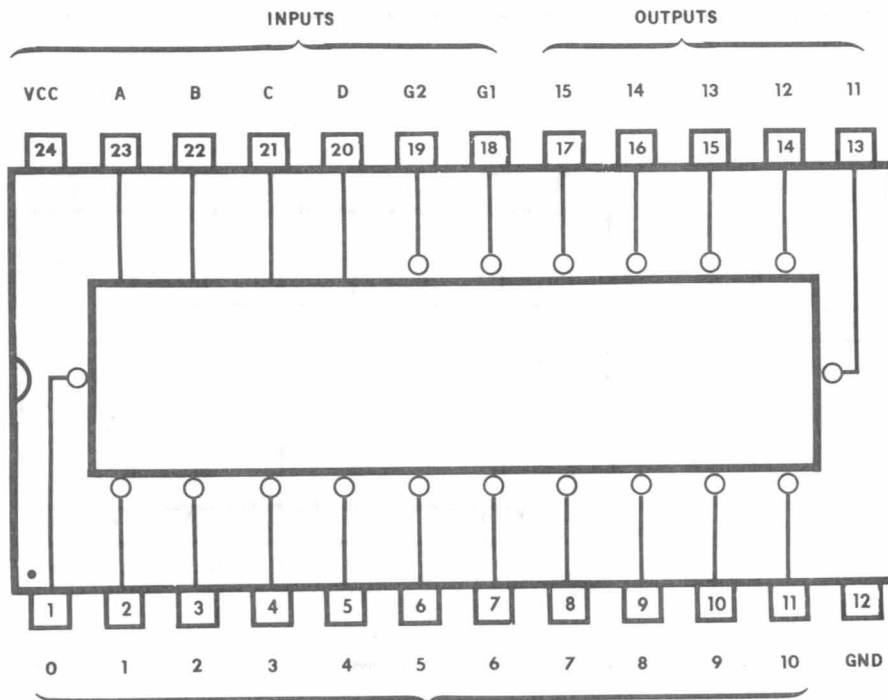 INPUTS OUTPUTS
VCC A B C D G2 G1 15 14 13 12 11
24 23 22 21 20 19 18 17 16 15 14 13
1 2 3 4 5 6 7 8 9 10 11 12
0 1 2 3 4 5 6 7 8 9 10 GND